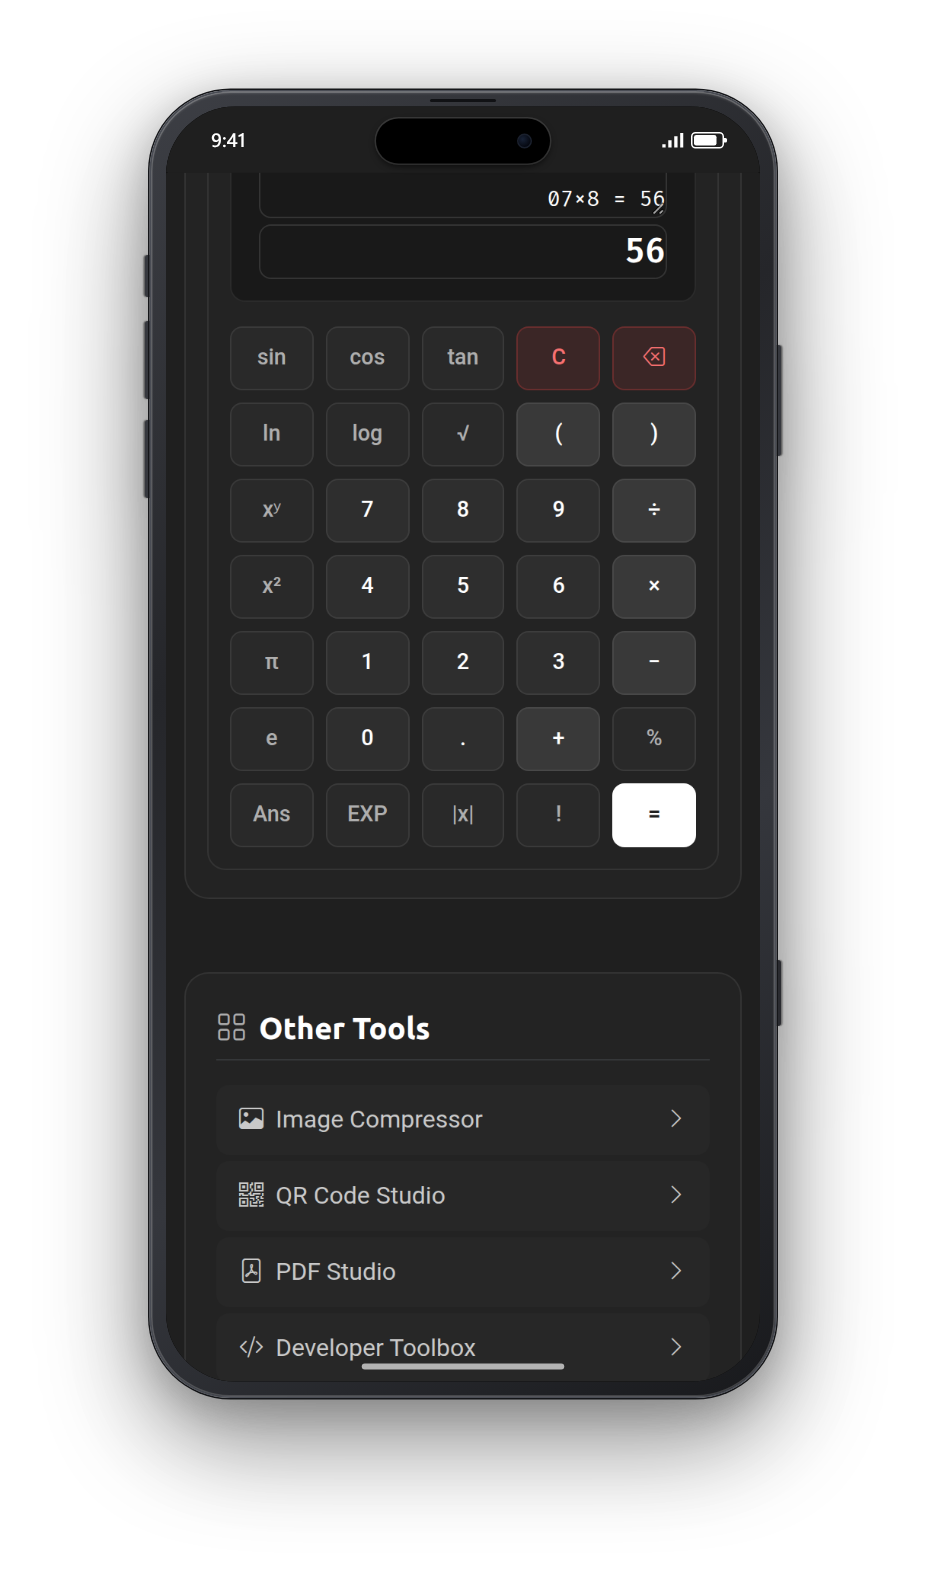 9:41
07×8 = 56
56
sin cos tan C
ln log √ ( )
xʸ 7 8 9 ÷
x² 4 5 6 ×
π 1 2 3 −
e 0 . + %
Ans EXP |x| ! =
Other Tools
Image Compressor
QR Code Studio
PDF Studio
Developer Toolbox